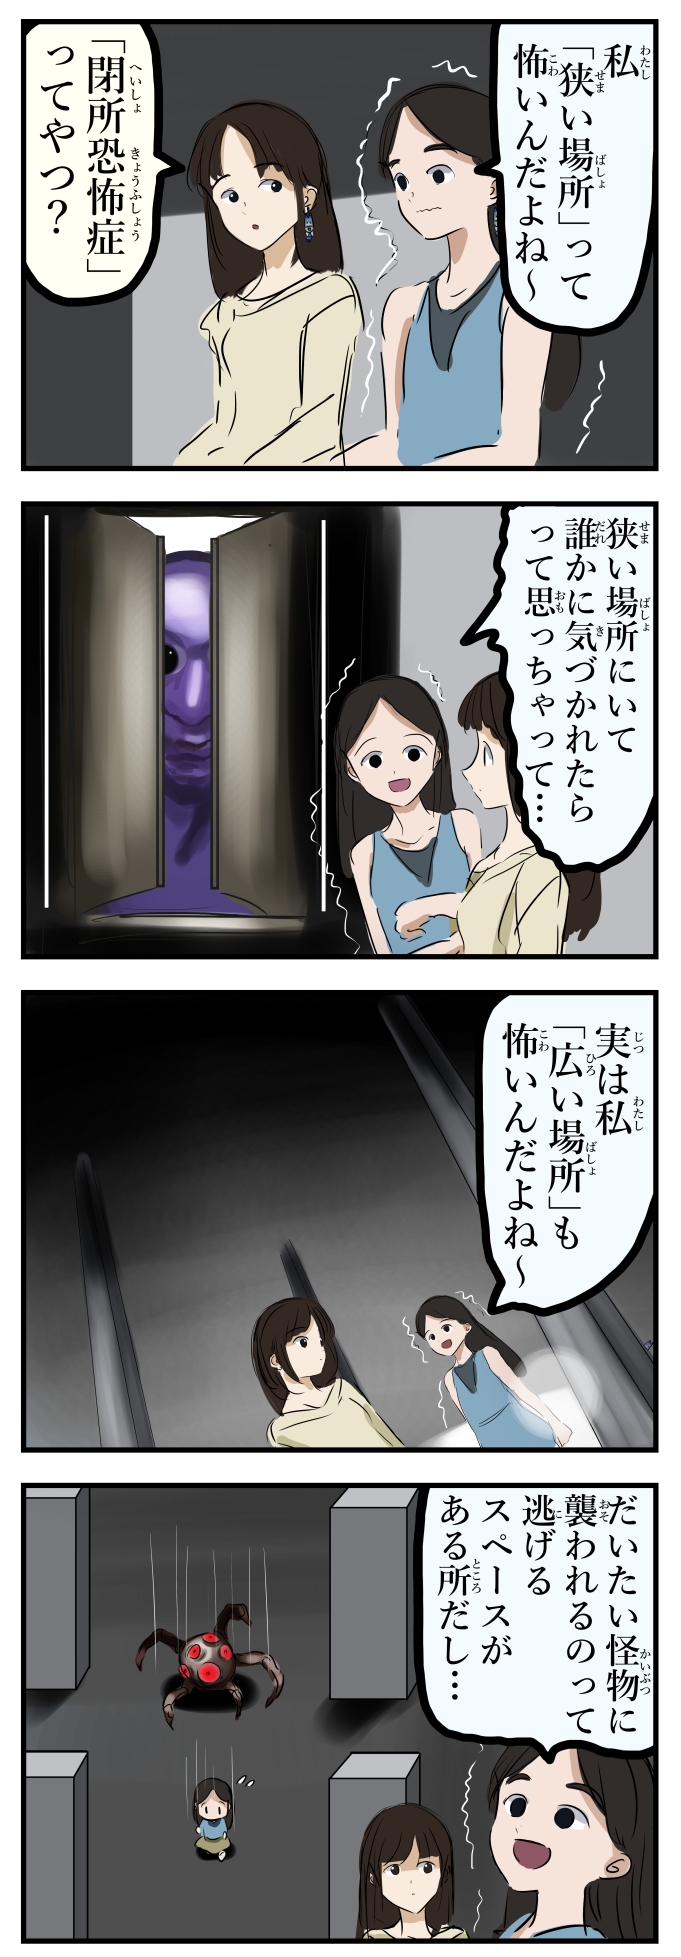 私
「狭い場所」って
怖いんだよね～
「閉所恐怖症」
ってやつ？
狭い場所にいて
誰かに気づかれたら
って思っちゃって…
実は私
「広い場所」も
怖いんだよね～
だいたい怪物に
襲われるのって
逃げる
スペースが
ある所だし…